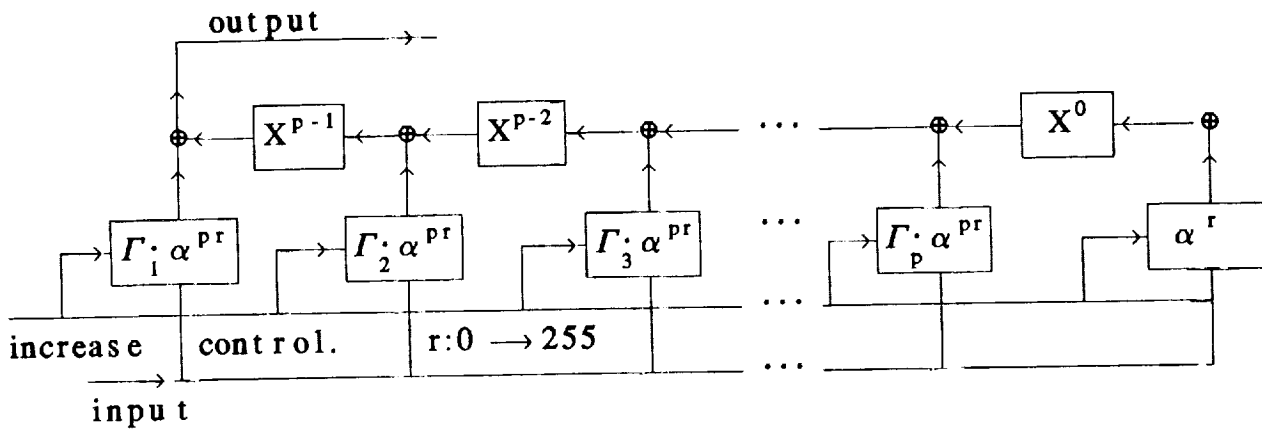 output
X^{p-1} X^{p-2} ... X^0
Γ_1 · α^{pr} Γ_2 · α^{pr} Γ_3 · α^{pr} ... Γ_p · α^{pr} α^r
...
increase control. r:0 → 255
...
input